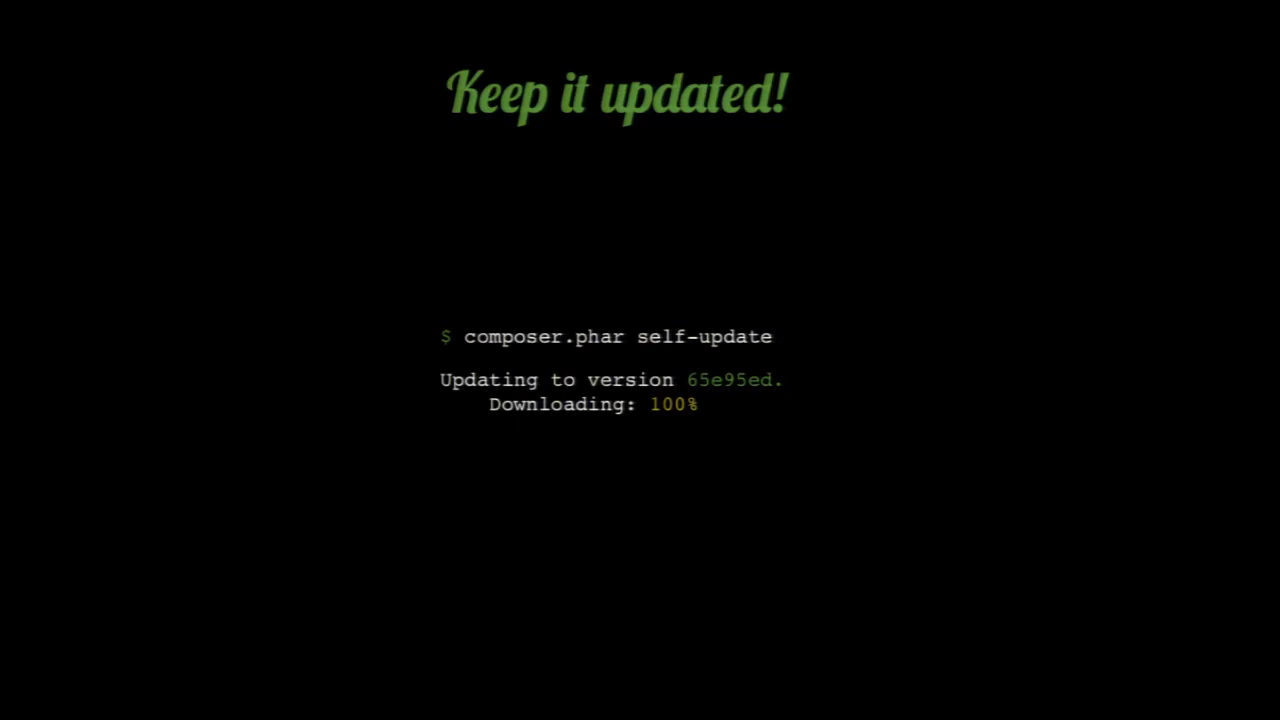 Keep it updated!
$ composer.phar self-update
Updating to version 65e95ed.
Downloading: 100%